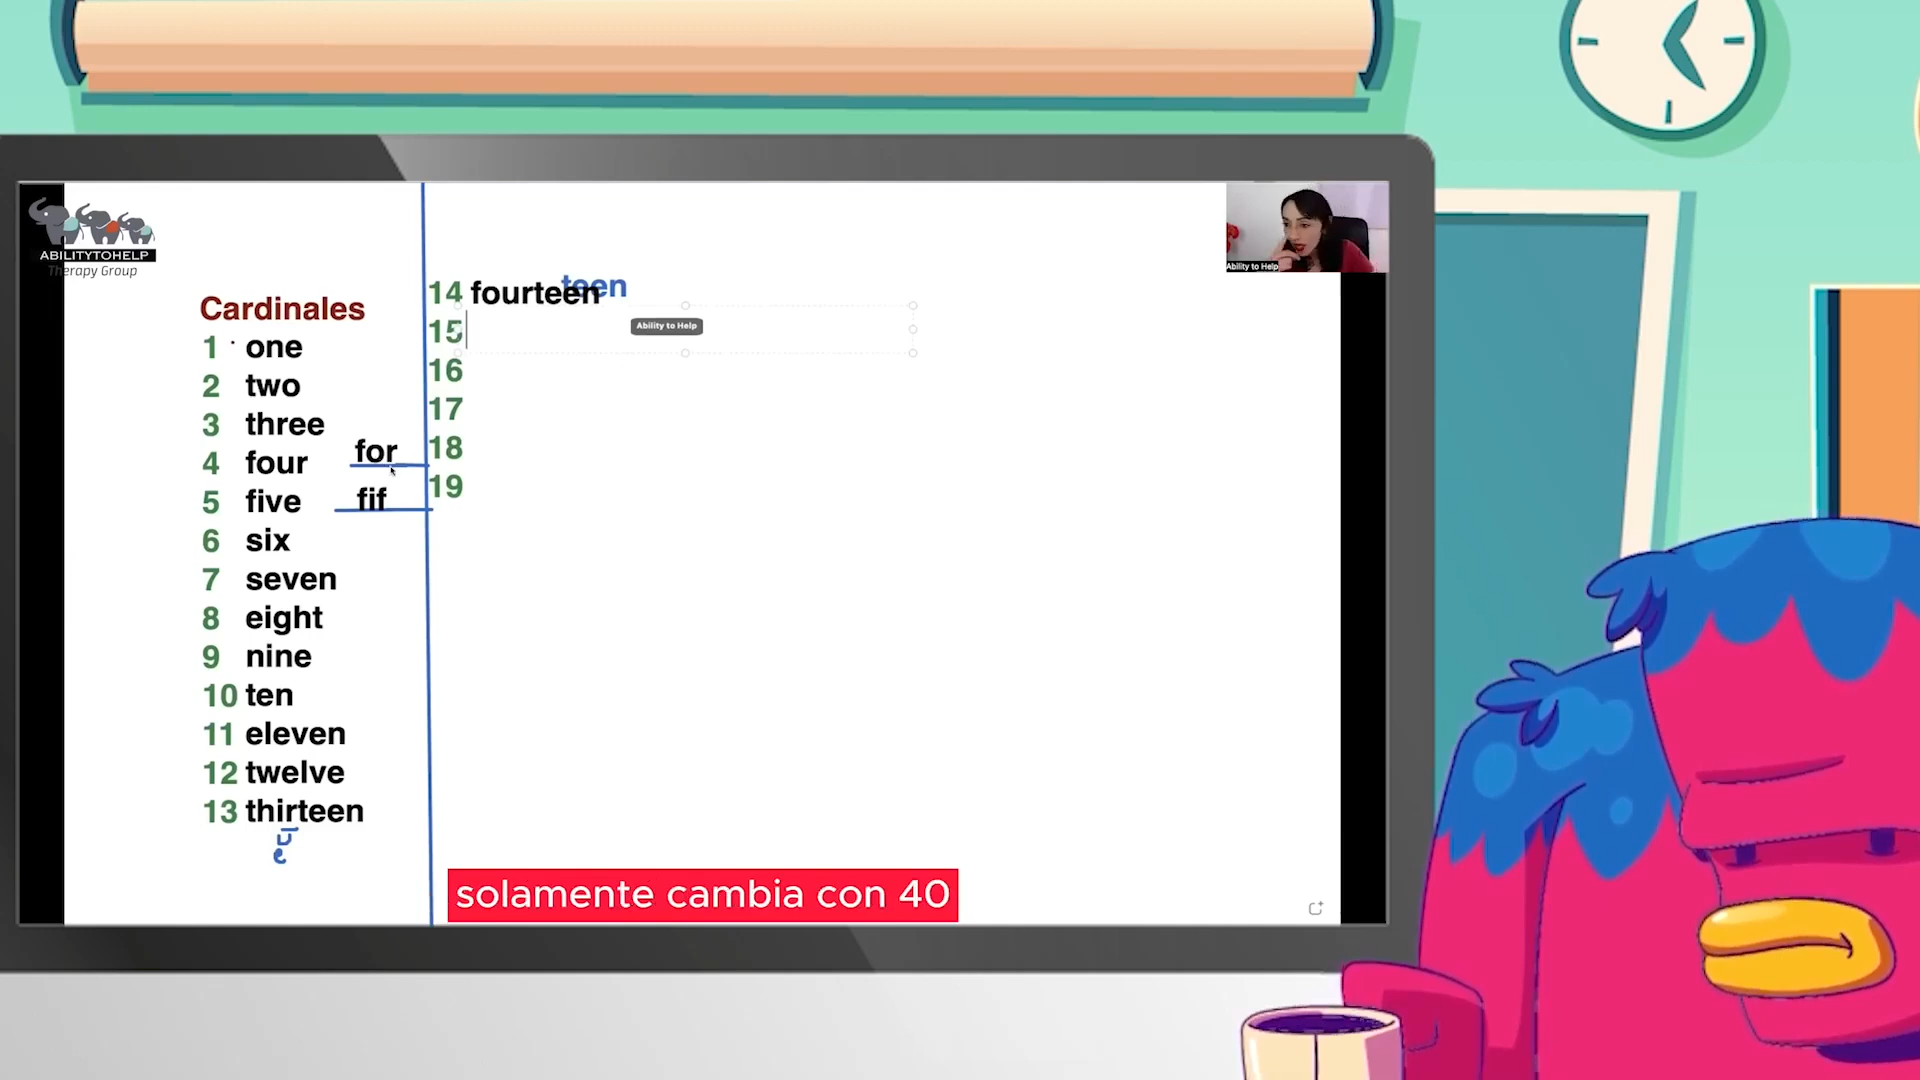 ABILITYTOHELP
Therapy Group
Ability to Help
Cardinales
1 one
2 two
3 three
4 four for
5 five fif
6 six
7 seven
8 eight
9 nine
10 ten
11 eleven
12 twelve
13 thirteen
teen
14 fourteen
15
Ability to Help
16
17
18
19
solamente cambia con 40